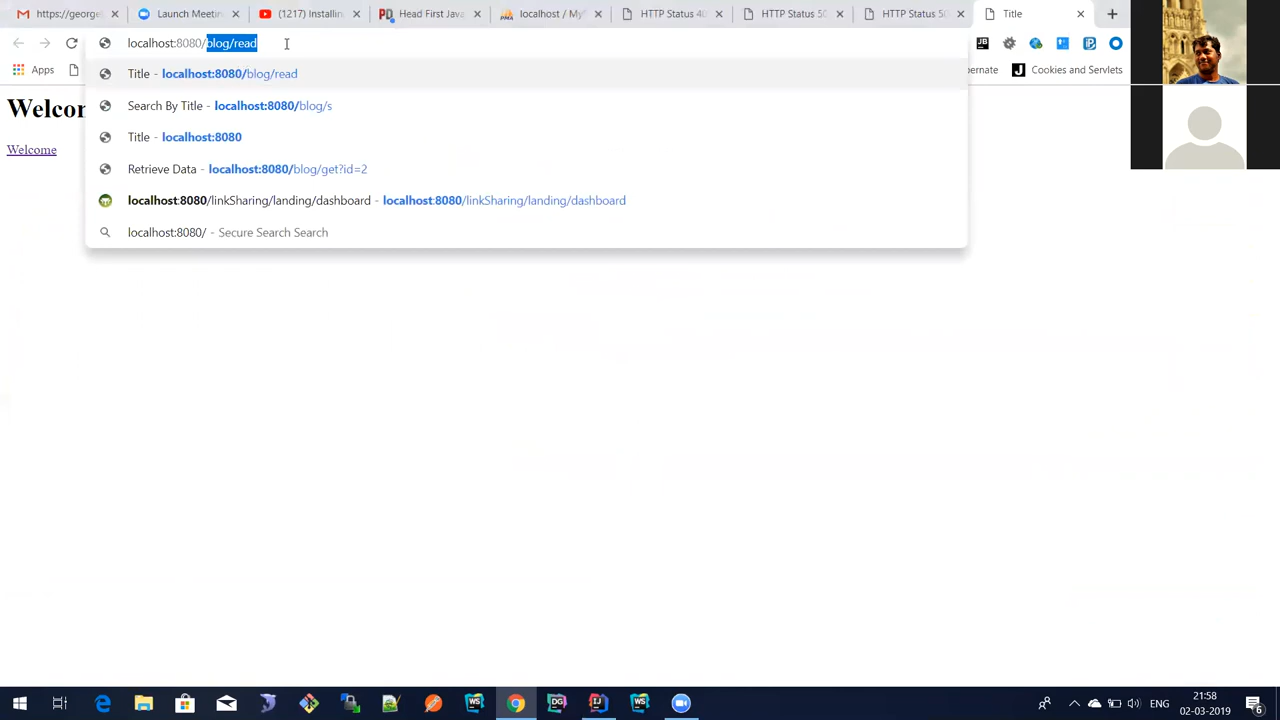 https://george
Launch Meetin
(1217) Installin
Head First Java
localhost / My
HTTP Status 40
HTTP Status 50
HTTP Status 50
Title
localhost:8080/blog/read
Apps
Title - localhost:8080/blog/read
ernate
Cookies and Servlets
Search By Title - localhost:8080/blog/s
Welcor
Title - localhost:8080
Welcome
Retrieve Data - localhost:8080/blog/get?id=2
localhost:8080/linkSharing/landing/dashboard - localhost:8080/linkSharing/landing/dashboard
localhost:8080/ - Secure Search Search
ENG
21:58
02-03-2019
6